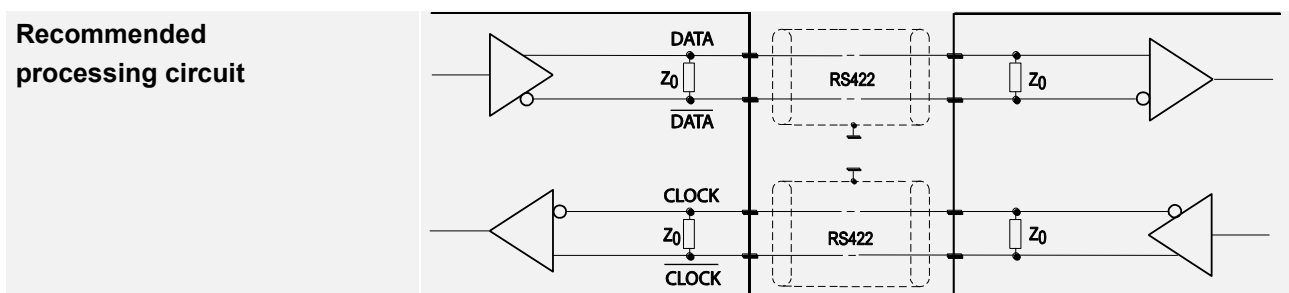 Recommended
processing circuit
DATA
Z0
RS422
Z0
DATA
CLOCK
Z0
RS422
Z0
CLOCK